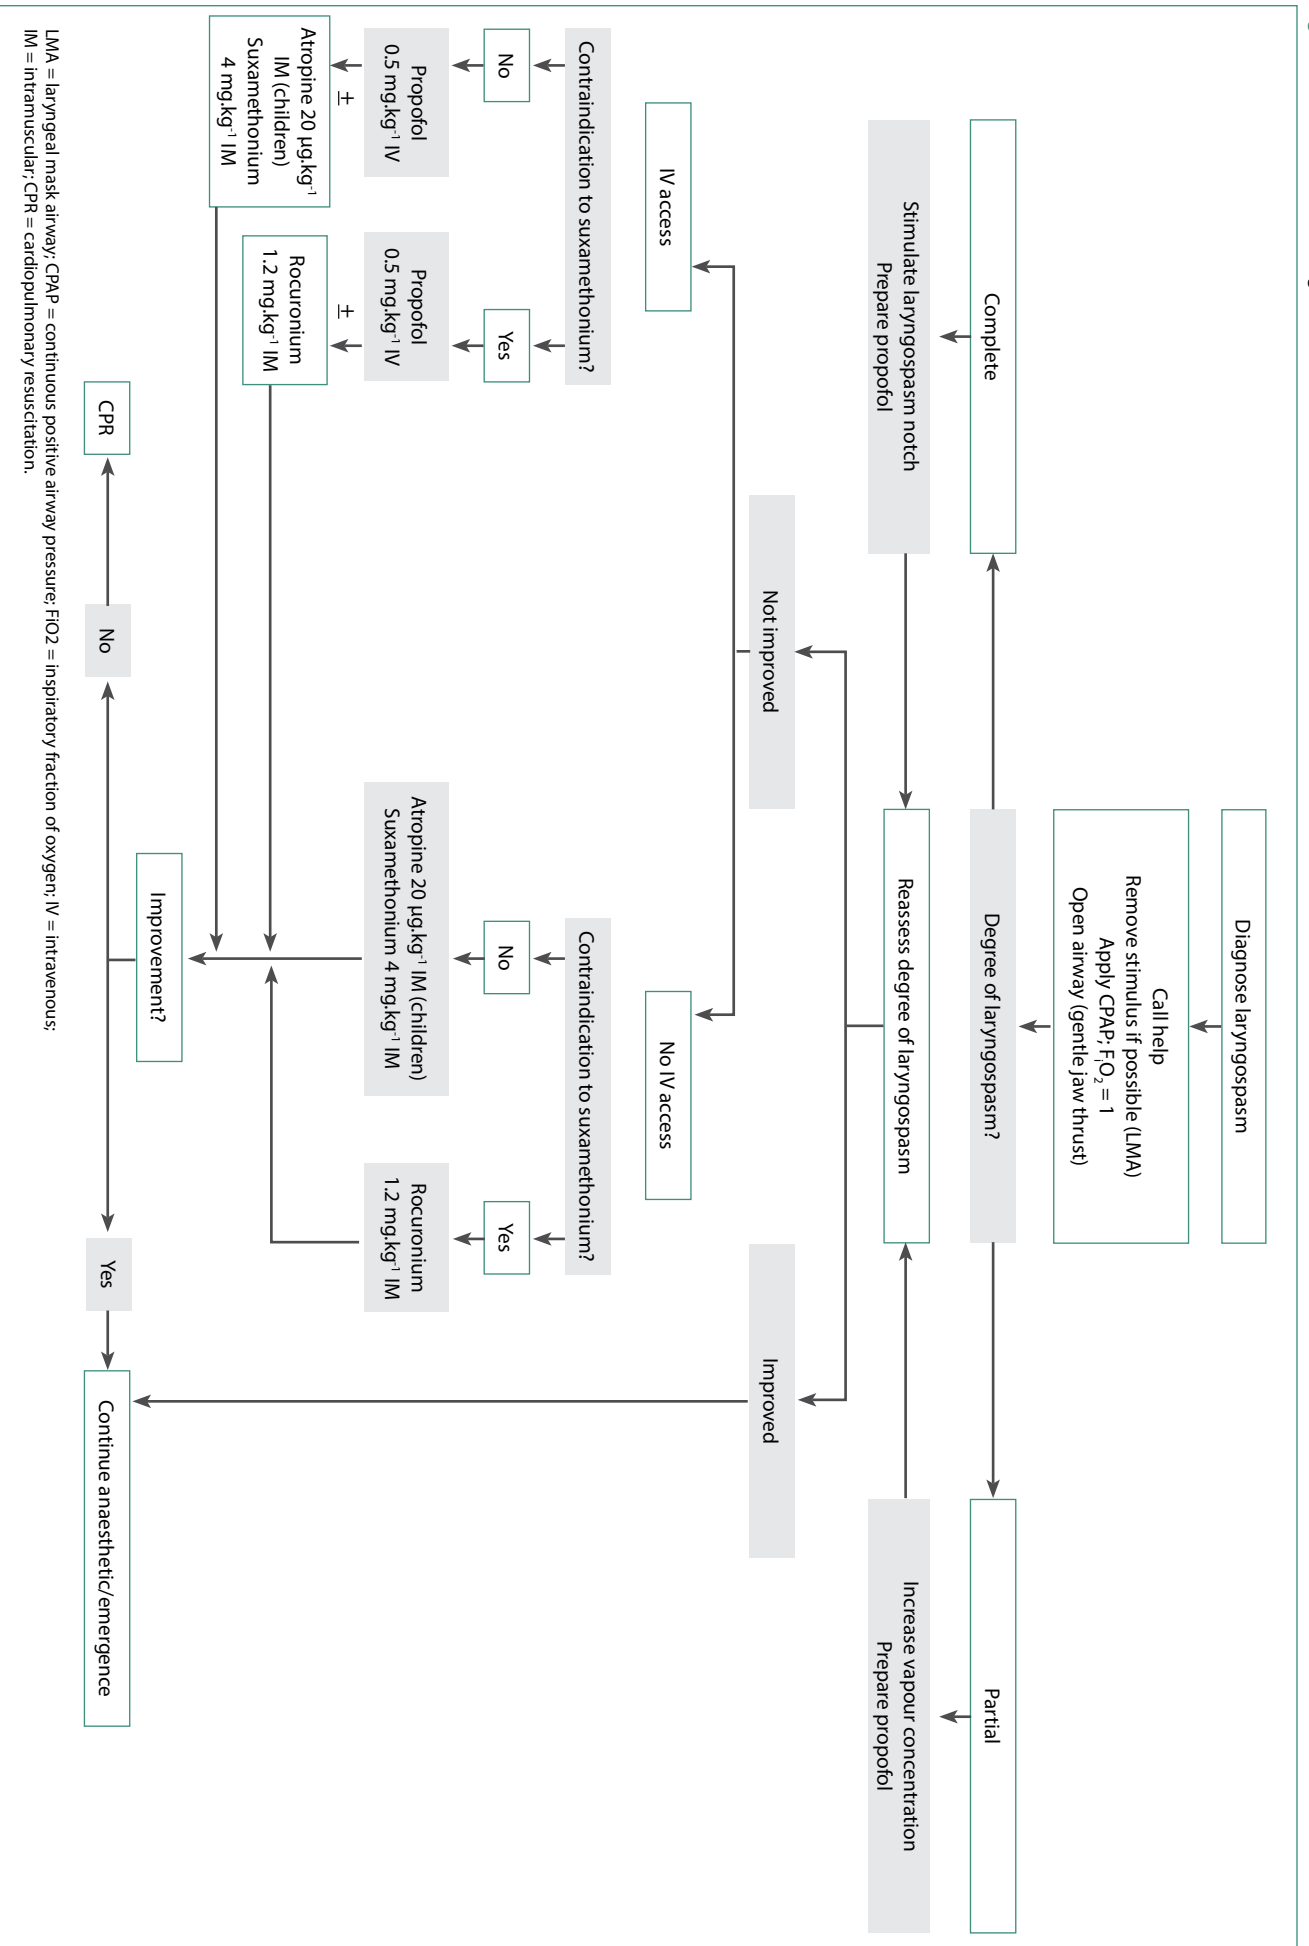 Diagnose laryngospasm
Call help
Remove stimulus if possible (LMA)
Apply CPAP; FᵢO₂ = 1
Open airway (gentle jaw thrust)
Complete
Degree of laryngospasm?
Partial
Stimulate laryngospasm notch
Prepare propofol
Reassess degree of laryngospasm
Increase vapour concentration
Prepare propofol
Not improved
Improved
IV access
No IV access
Contraindication to suxamethonium?
Contraindication to suxamethonium?
No
Yes
No
Yes
Propofol
0.5 mg.kg⁻¹ IV
Propofol
0.5 mg.kg⁻¹ IV
Atropine 20 µg.kg⁻¹ IM (children)
Suxamethonium 4 mg.kg⁻¹ IM
Rocuronium
1.2 mg.kg⁻¹ IM
±
±
Atropine 20 µg.kg⁻¹
IM (children)
Suxamethonium
4 mg.kg⁻¹ IM
Rocuronium
1.2 mg.kg⁻¹ IM
Improvement?
CPR
No
Yes
Continue anaesthetic/emergence
LMA = laryngeal mask airway; CPAP = continuous positive airway pressure; FiO2 = inspiratory fraction of oxygen; IV = intravenous;
IM = intramuscular; CPR = cardiopulmonary resuscitation.